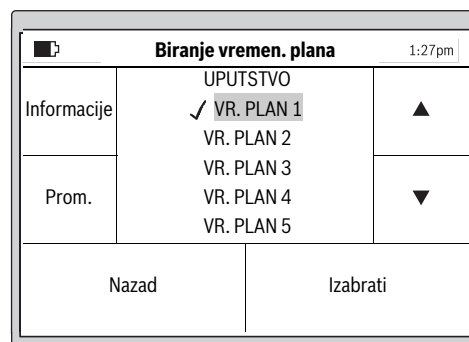 Biranje vremen. plana
1:27pm
UPUTSTVO
Informacije
VR. PLAN 1
VR. PLAN 2
VR. PLAN 3
Prom.
VR. PLAN 4
VR. PLAN 5
Nazad
Izabrati